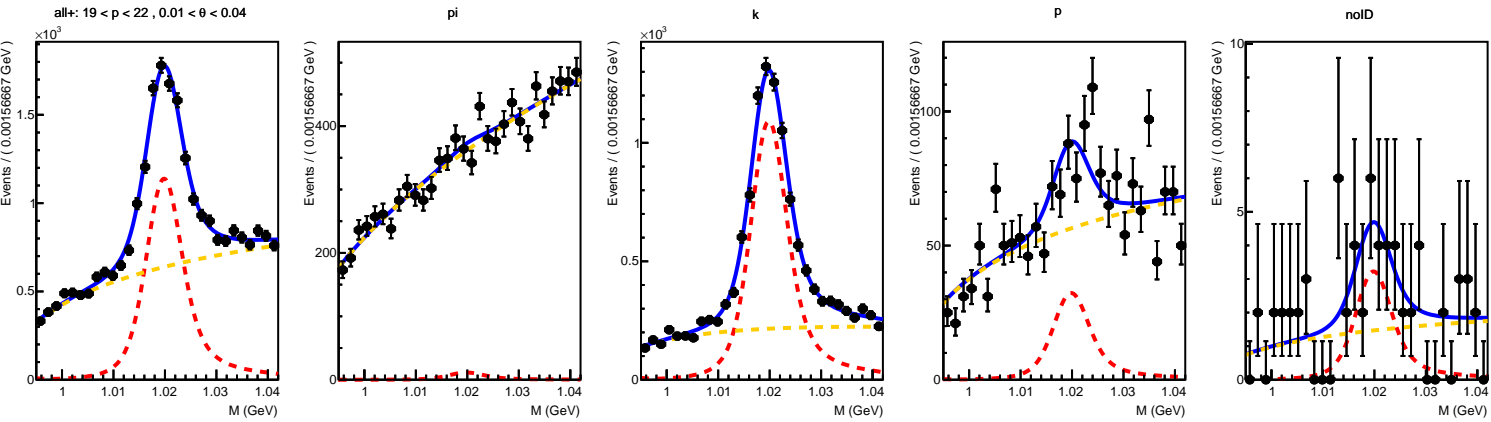 all+: 19 < p < 22 , 0.01 < θ < 0.04
×10³
Events / ( 0.00156667 GeV )
1.5
1
0.5
0
1 1.01 1.02 1.03 1.04
M (GeV)
pi
Events / ( 0.00156667 GeV )
400
200
0
1 1.01 1.02 1.03 1.04
M (GeV)
k
×10³
Events / ( 0.00156667 GeV )
1
0.5
0
1 1.01 1.02 1.03 1.04
M (GeV)
p
Events / ( 0.00156667 GeV )
100
50
0
1 1.01 1.02 1.03 1.04
M (GeV)
noID
Events / ( 0.00156667 GeV )
10
5
0
1 1.01 1.02 1.03 1.04
M (GeV)